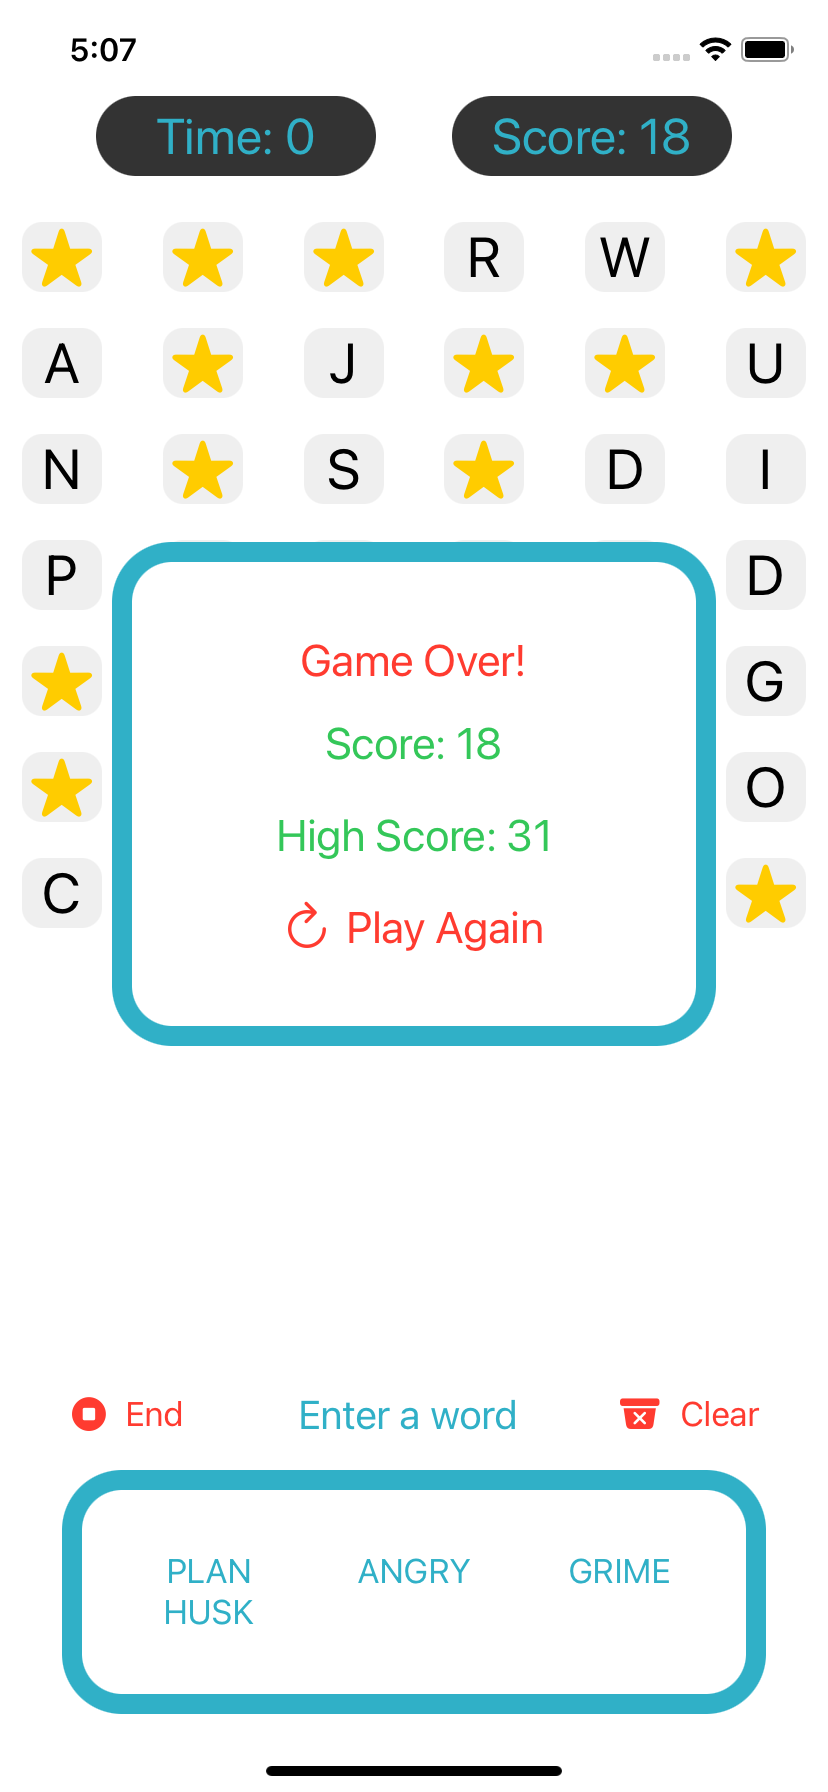 5:07
Time: 0 Score: 18
R W
A J U
N S D I
P D
G
O
C
Game Over!
Score: 18
High Score: 31
Play Again
End Enter a word Clear
PLAN ANGRY GRIME
HUSK